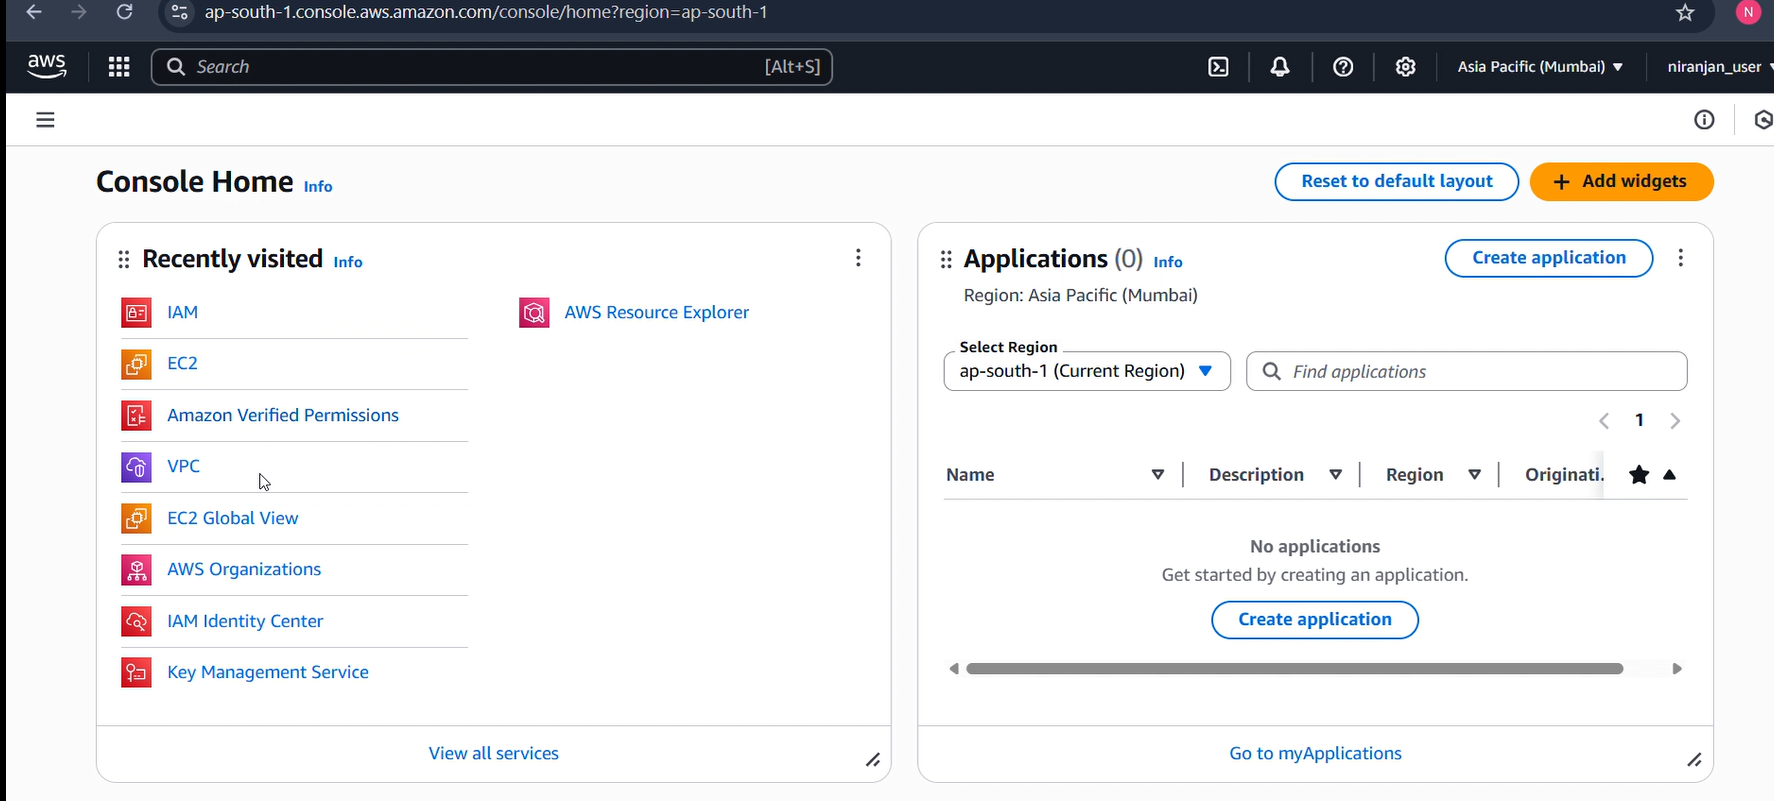 ap-south-1.console.aws.amazon.com/console/home?region=ap-south-1
N
aws
Search
[Alt+S]
Asia Pacific (Mumbai)
niranjan_user
Console Home Info
Reset to default layout
+ Add widgets
Recently visited Info
IAM
EC2
Amazon Verified Permissions
VPC
EC2 Global View
AWS Organizations
IAM Identity Center
Key Management Service
AWS Resource Explorer
View all services
Applications (0) Info
Create application
Region: Asia Pacific (Mumbai)
Select Region
ap-south-1 (Current Region)
Find applications
1
Name
Description
Region
Originati.
No applications
Get started by creating an application.
Create application
Go to myApplications